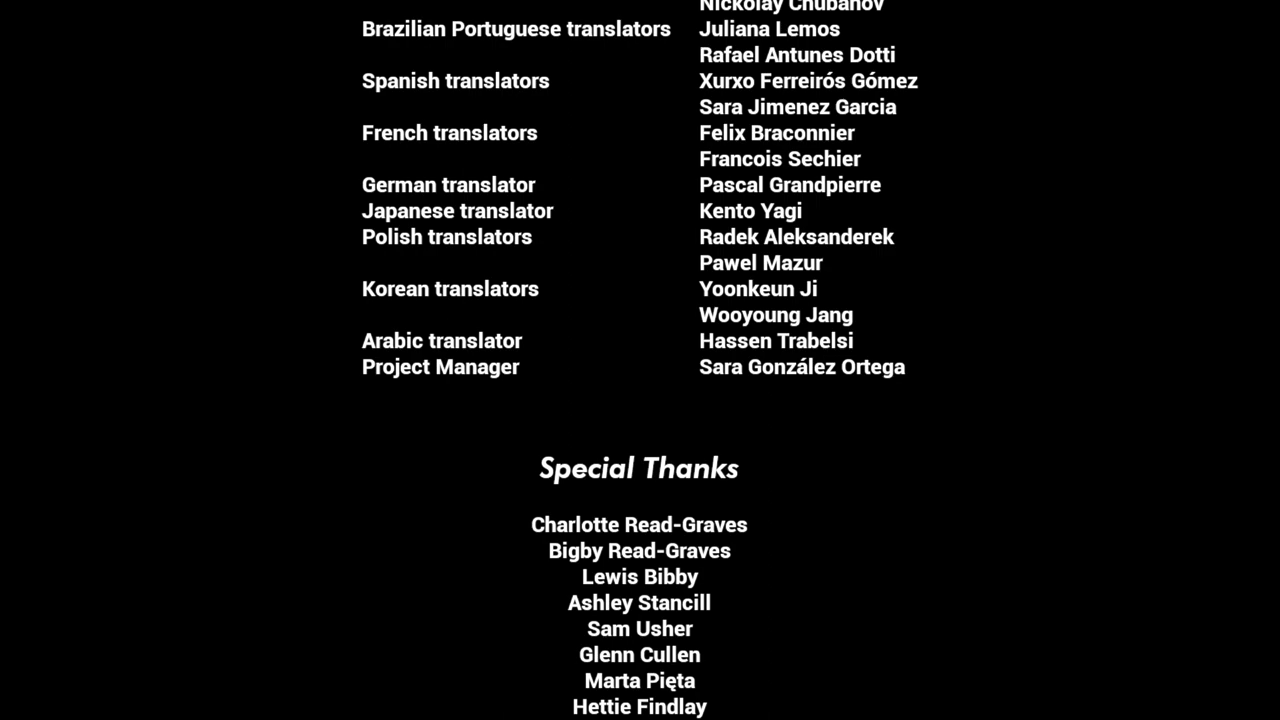 Nickolay Chubanov
Brazilian Portuguese translators Juliana Lemos
Rafael Antunes Dotti
Spanish translators Xurxo Ferreirós Gómez
Sara Jimenez Garcia
French translators Felix Braconnier
Francois Sechier
German translator Pascal Grandpierre
Japanese translator Kento Yagi
Polish translators Radek Aleksanderek
Pawel Mazur
Korean translators Yoonkeun Ji
Wooyoung Jang
Arabic translator Hassen Trabelsi
Project Manager Sara González Ortega
Special Thanks
Charlotte Read-Graves
Bigby Read-Graves
Lewis Bibby
Ashley Stancill
Sam Usher
Glenn Cullen
Marta Pięta
Hettie Findlay